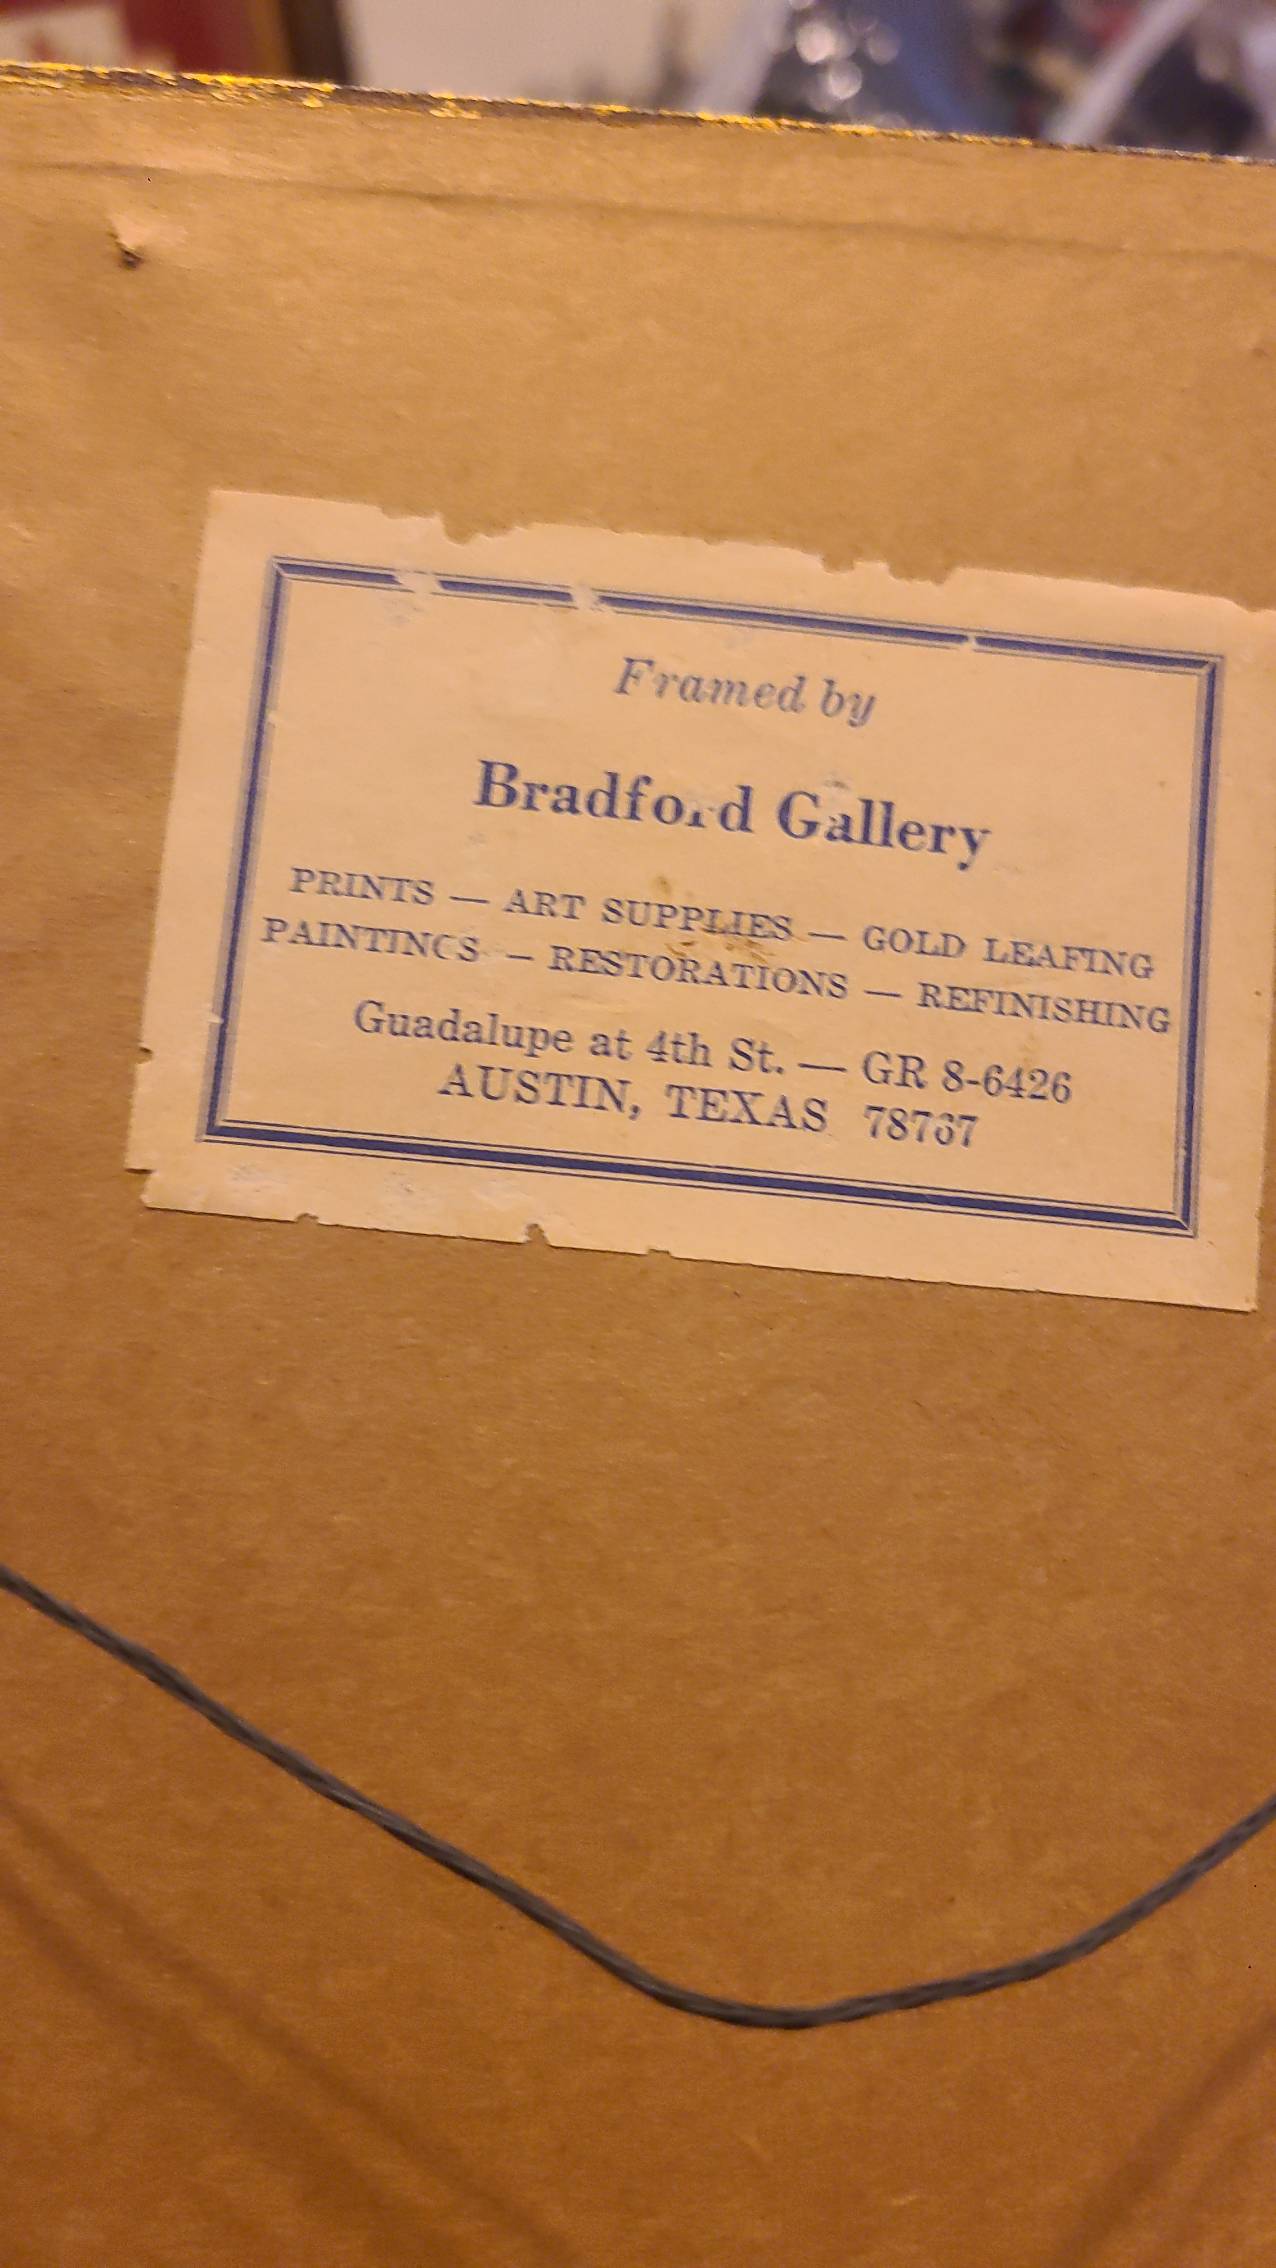 Framed by
Bradford Gallery
PRINTS — ART SUPPLIES — GOLD LEAFING
PAINTINGS — RESTORATIONS — REFINISHING
Guadalupe at 4th St. — GR 8-6426
AUSTIN, TEXAS 78767